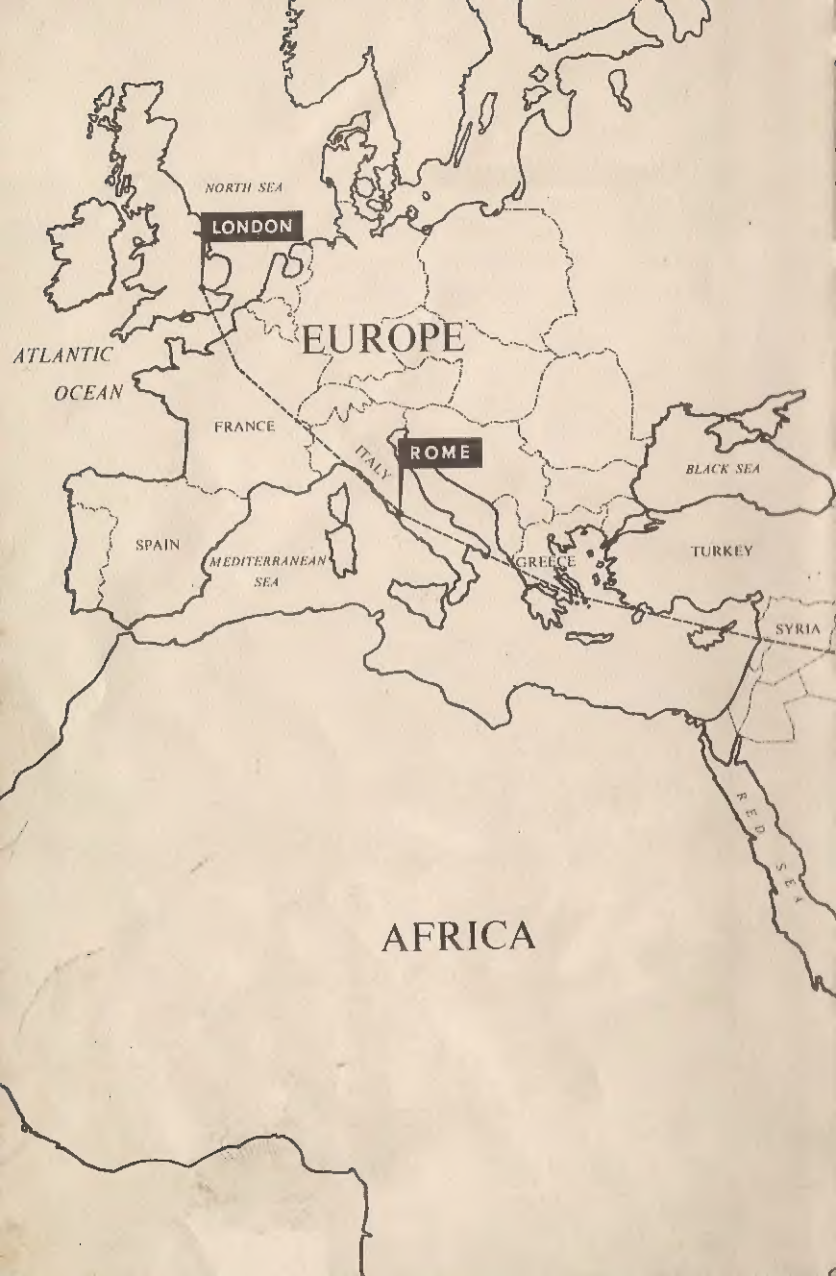 NORTH SEA
LONDON
EUROPE
ATLANTIC
OCEAN
FRANCE
ITALY
ROME
BLACK SEA
SPAIN
MEDITERRANEAN
SEA
GREECE
TURKEY
SYRIA
RED SEA
AFRICA